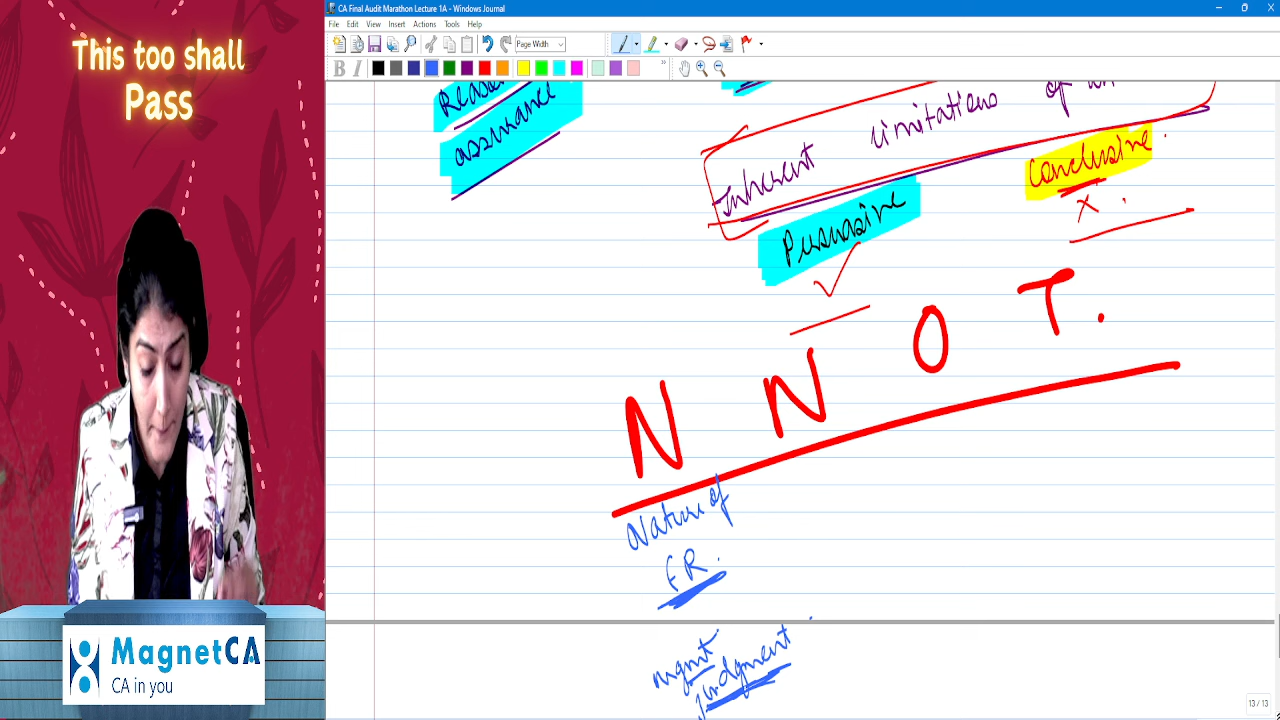 This too shall
Pass
CA Final Audit Marathon Lecture 1A - Windows Journal
File Edit View Insert Actions Tools Help
Page Width
B I
assurance
Inherent limitations of
Conclusive.
x.
Persuasive
N N O T.
Nature of
FR.
mgmt
judgment.
MagnetCA
CA in you
13 / 13